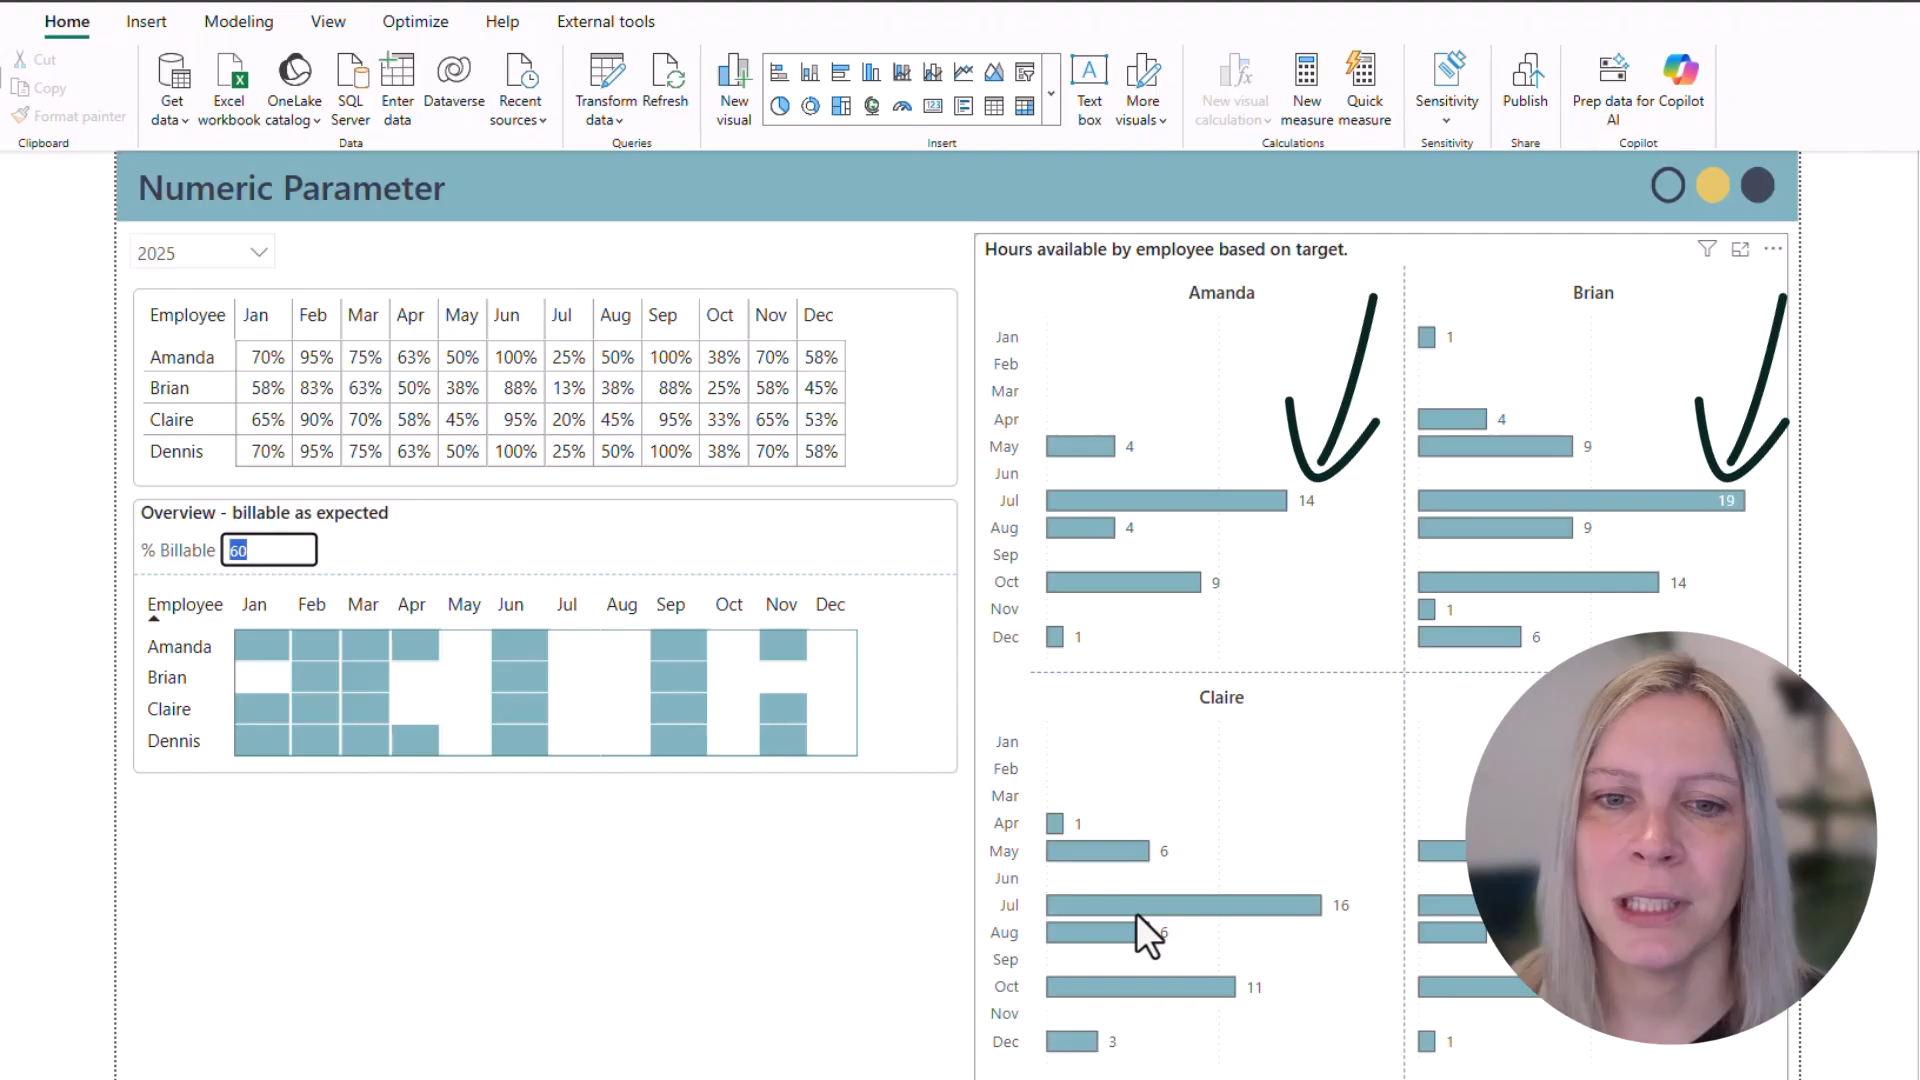 Home Insert Modeling View Optimize Help External tools
Cut
Copy
Format painter
Clipboard
Get data
Excel workbook
OneLake catalog
SQL Server
Enter data
Dataverse
Recent sources
Data
Transform data
Refresh
Queries
New visual
Insert
Text box
More visuals
New visual calculation
New measure
Quick measure
Calculations
Sensitivity
Sensitivity
Publish
Share
Prep data for AI
Copilot
Copilot
Numeric Parameter
2025
Employee Jan Feb Mar Apr May Jun Jul Aug Sep Oct Nov Dec
Amanda 70% 95% 75% 63% 50% 100% 25% 50% 100% 38% 70% 58%
Brian 58% 83% 63% 50% 38% 88% 13% 38% 88% 25% 58% 45%
Claire 65% 90% 70% 58% 45% 95% 20% 45% 95% 33% 65% 53%
Dennis 70% 95% 75% 63% 50% 100% 25% 50% 100% 38% 70% 58%
Overview - billable as expected
% Billable 60
Employee Jan Feb Mar Apr May Jun Jul Aug Sep Oct Nov Dec
Amanda
Brian
Claire
Dennis
Hours available by employee based on target.
Amanda Brian
Jan 1
Feb
Mar
Apr 4
May 4 9
Jun
Jul 14 19
Aug 4 9
Sep
Oct 9 14
Nov 1
Dec 1 6
Claire
Jan
Feb
Mar
Apr 1
May 6
Jun
Jul 16
Aug 6
Sep
Oct 11
Nov
Dec 3 1